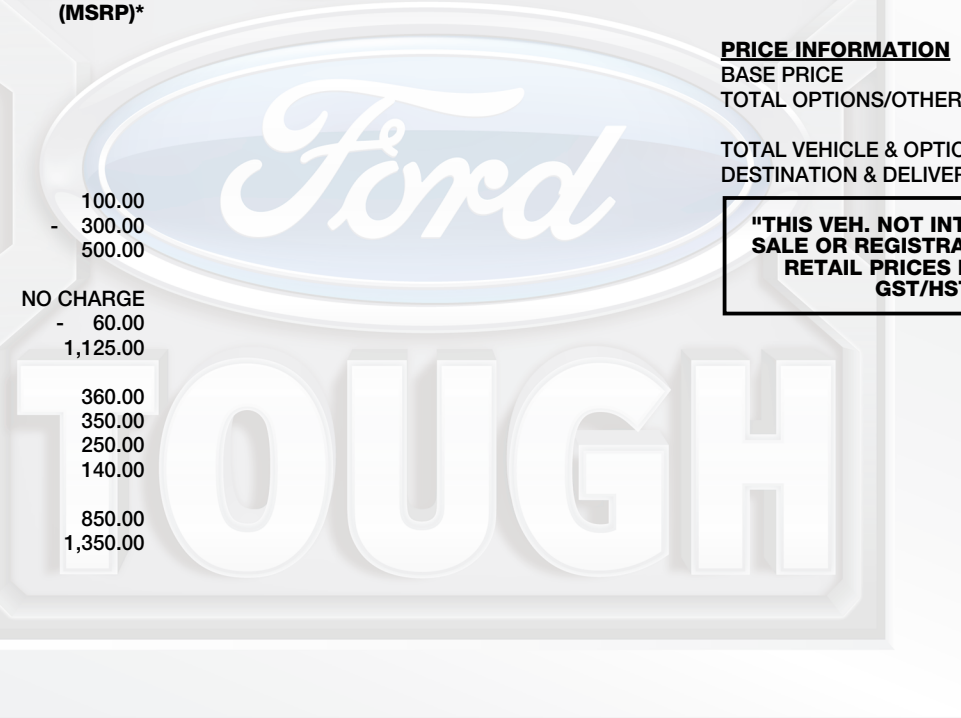 (MSRP)*
100.00
- 300.00
500.00
NO CHARGE
- 60.00
1,125.00
360.00
350.00
250.00
140.00
850.00
1,350.00
PRICE INFORMATION
BASE PRICE
TOTAL OPTIONS/OTHER
TOTAL VEHICLE & OPTIO
DESTINATION & DELIVER
"THIS VEH. NOT INT
SALE OR REGISTRA
RETAIL PRICES
GST/HST
Ford
TOUGH